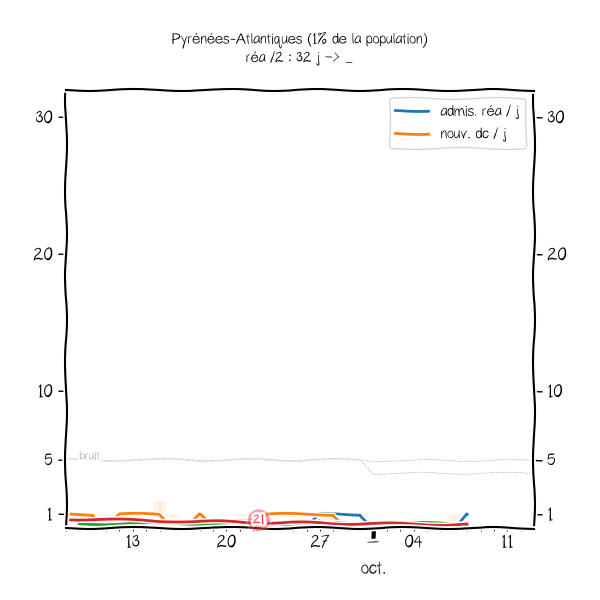 Pyrénées-Atlantiques (1% de la population)
réa /2 : 32 j -> _
admis. réa / j
nouv. dc / j
30
30
20
20
10
10
5
bruit
5
1
21
1
13
20
27
04
11
oct.